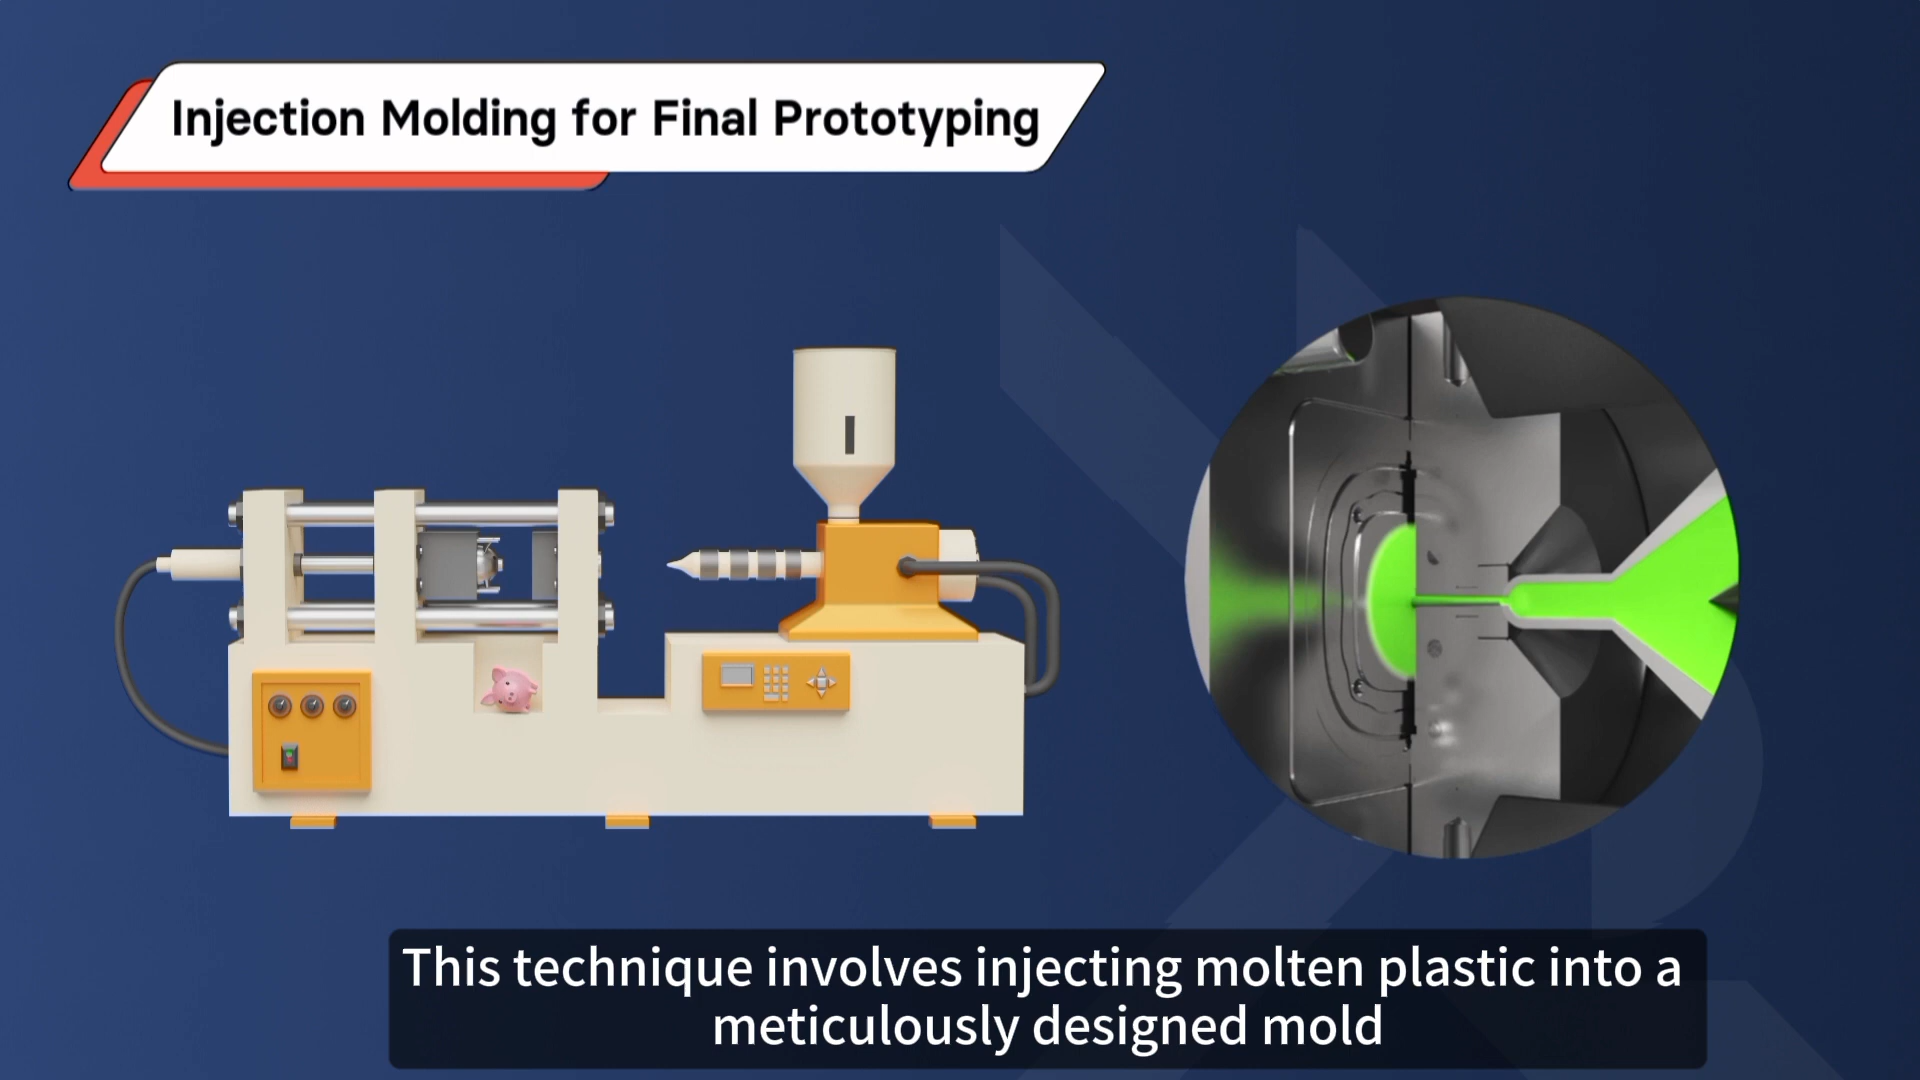 Injection Molding for Final Prototyping
This technique involves injecting molten plastic into a
meticulously designed mold